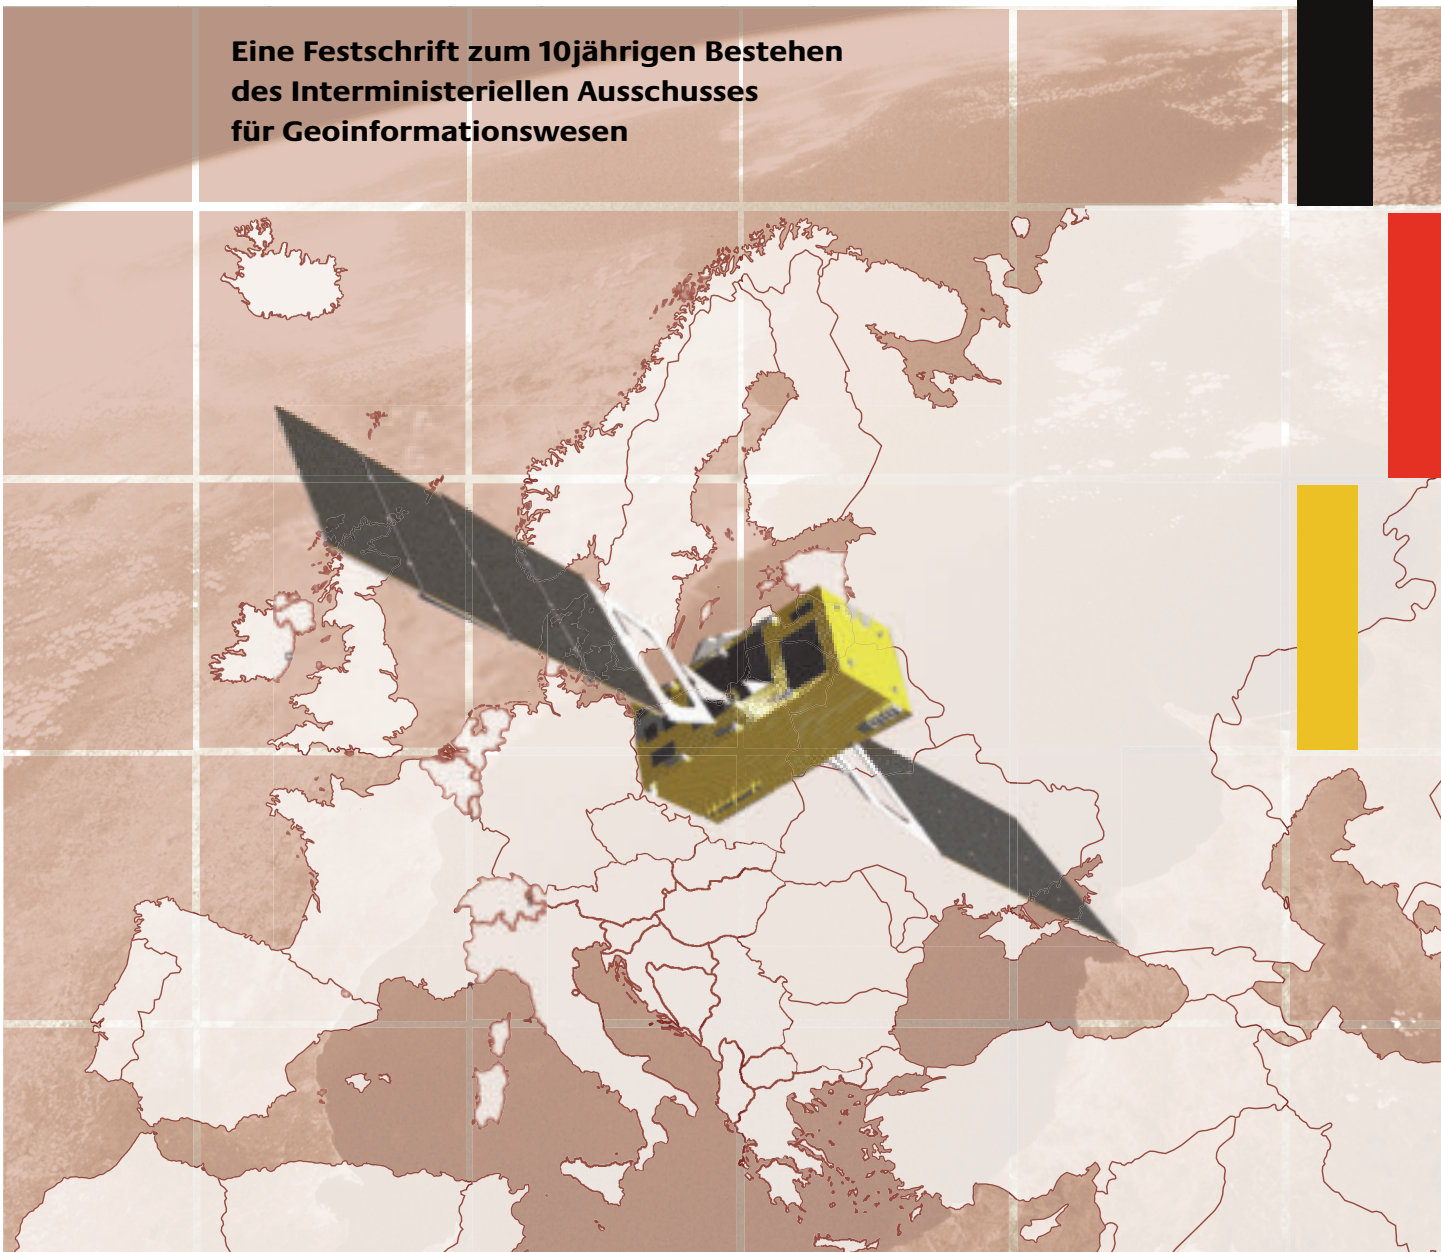 Eine Festschrift zum 10jährigen Bestehen
des Interministeriellen Ausschusses
für Geoinformationswesen